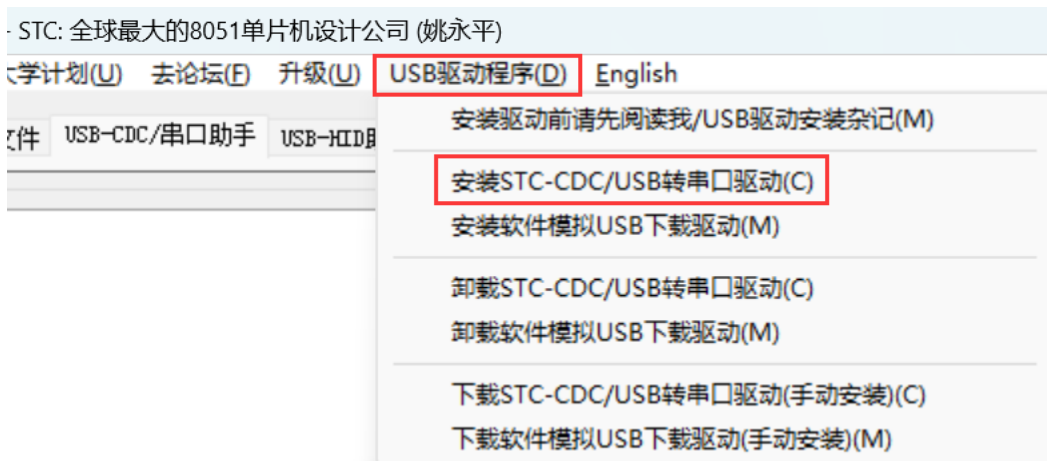 - STC: 全球最大的8051单片机设计公司 (姚永平)
大学计划(U) 去论坛(F) 升级(U) USB驱动程序(D) English
文件 USB-CDC/串口助手 USB-HID
安装驱动前请先阅读我/USB驱动安装杂记(M)
安装STC-CDC/USB转串口驱动(C)
安装软件模拟USB下载驱动(M)
卸载STC-CDC/USB转串口驱动(C)
卸载软件模拟USB下载驱动(M)
下载STC-CDC/USB转串口驱动(手动安装)(C)
下载软件模拟USB下载驱动(手动安装)(M)